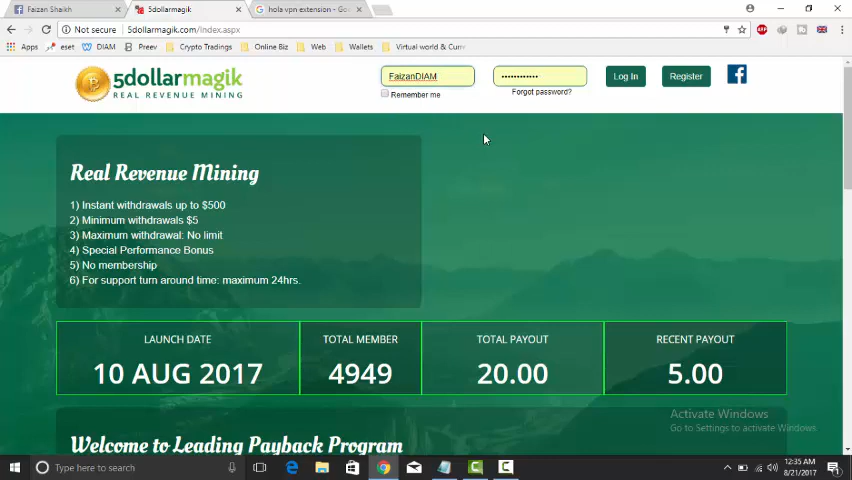 Faizan Shaikh
5dollarmagik
hola vpn extension - Go
Not secure | 5dollarmagik.com/index.aspx
Apps eset DIAM Preev Crypto Tradings Online Biz Web Wallets Virtual world & Curr
5dollarmagik
REAL REVENUE MINING
FaizanDIAM
Log In
Register
Remember me
Forgot password?
Real Revenue Mining
1) Instant withdrawals up to $500
2) Minimum withdrawals $5
3) Maximum withdrawal: No limit
4) Special Performance Bonus
5) No membership
6) For support turn around time: maximum 24hrs.
LAUNCH DATE
10 AUG 2017
TOTAL MEMBER
4949
TOTAL PAYOUT
20.00
RECENT PAYOUT
5.00
Activate Windows
Go to Settings to activate Windows.
Welcome to Leading Payback Program
Type here to search
12:35 AM
8/21/2017